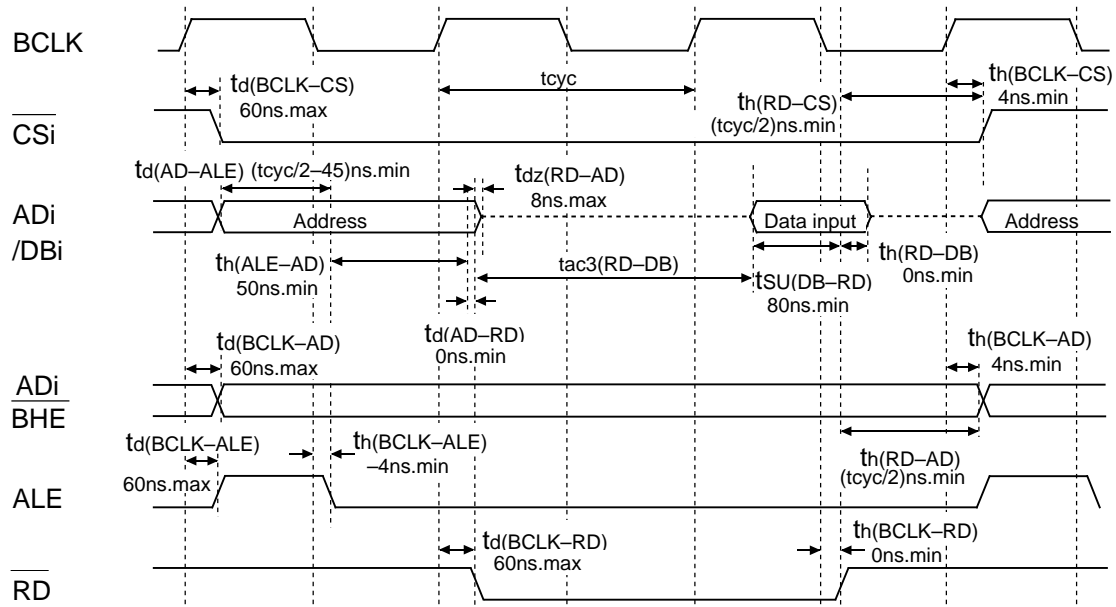 BCLK
td(BCLK–CS)
60ns.max
tcyc
th(RD–CS)
(tcyc/2)ns.min
th(BCLK–CS)
4ns.min
CSi
td(AD–ALE) (tcyc/2–45)ns.min
tdz(RD–AD)
8ns.max
ADi
/DBi
Address
Data input
Address
th(ALE–AD)
50ns.min
tac3(RD–DB)
tSU(DB–RD)
80ns.min
th(RD–DB)
0ns.min
td(AD–RD)
0ns.min
td(BCLK–AD)
60ns.max
th(BCLK–AD)
4ns.min
ADi
BHE
td(BCLK–ALE)
60ns.max
th(BCLK–ALE)
–4ns.min
th(RD–AD)
(tcyc/2)ns.min
ALE
td(BCLK–RD)
60ns.max
th(BCLK–RD)
0ns.min
RD